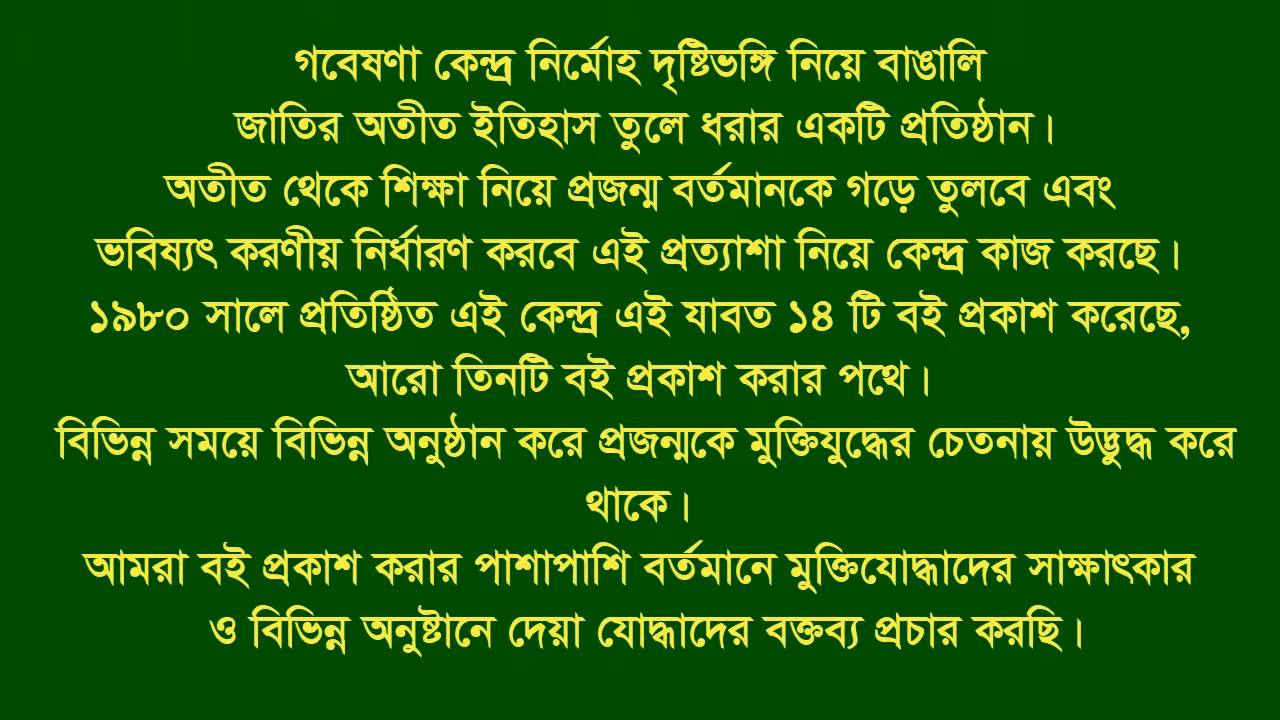 গবেষণা কেন্দ্র নির্মোহ দৃষ্টিভঙ্গি নিয়ে বাঙালি
জাতির অতীত ইতিহাস তুলে ধরার একটি প্রতিষ্ঠান।
অতীত থেকে শিক্ষা নিয়ে প্রজন্ম বর্তমানকে গড়ে তুলবে এবং
ভবিষ্যৎ করণীয় নির্ধারণ করবে এই প্রত্যাশা নিয়ে কেন্দ্র কাজ করছে।
১৯৮০ সালে প্রতিষ্ঠিত এই কেন্দ্র এই যাবত ১৪ টি বই প্রকাশ করেছে,
আরো তিনটি বই প্রকাশ করার পথে।
বিভিন্ন সময়ে বিভিন্ন অনুষ্ঠান করে প্রজন্মকে মুক্তিযুদ্ধের চেতনায় উদ্ভুদ্ধ করে
থাকে।
আমরা বই প্রকাশ করার পাশাপাশি বর্তমানে মুক্তিযোদ্ধাদের সাক্ষাৎকার
ও বিভিন্ন অনুষ্টানে দেয়া যোদ্ধাদের বক্তব্য প্রচার করছি।